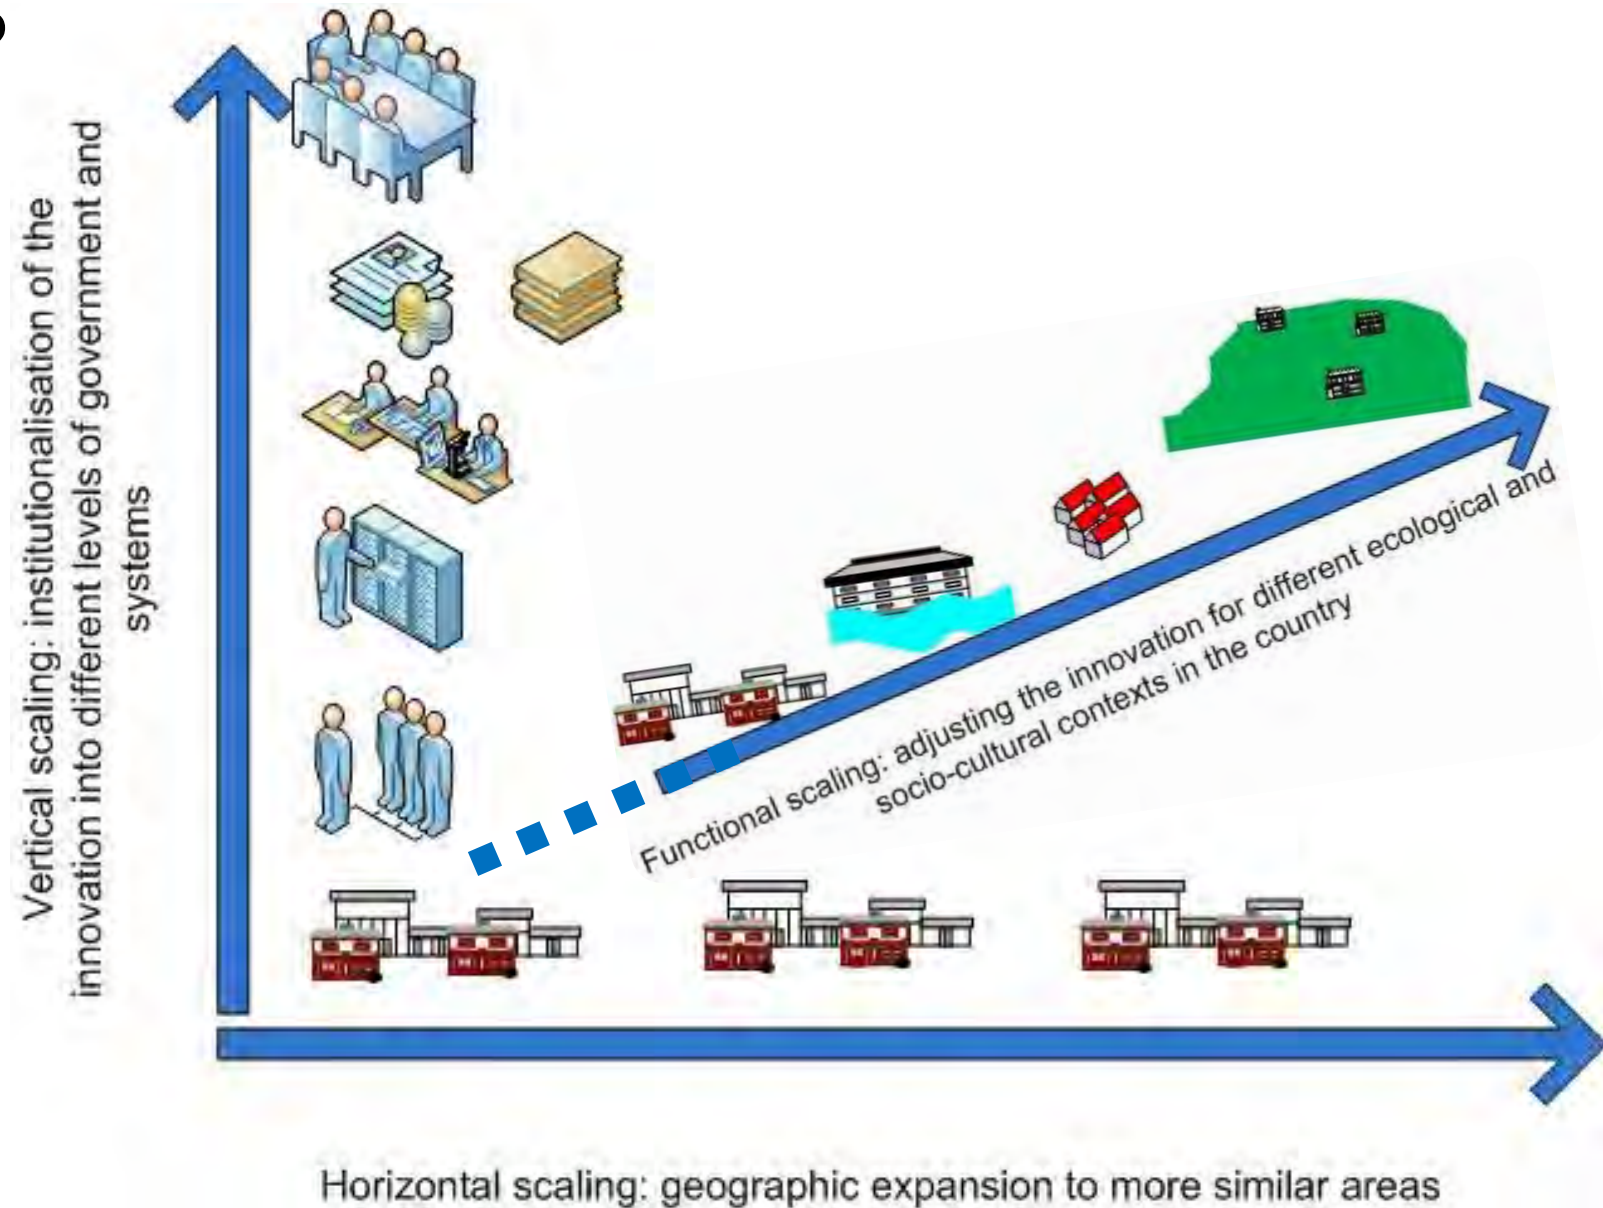 Vertical scaling: institutionalisation of the
innovation into different levels of government and
systems
Functional scaling: adjusting the innovation for different ecological and
socio-cultural contexts in the country
Horizontal scaling: geographic expansion to more similar areas